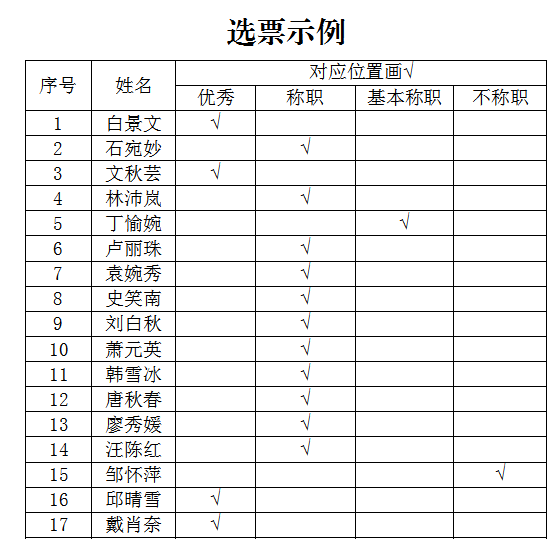 选票示例
序号 姓名 对应位置画√
优秀 称职 基本称职 不称职
1 白景文 √
2 石宛妙 √
3 文秋芸 √
4 林沛岚 √
5 丁愉婉 √
6 卢丽珠 √
7 袁婉秀 √
8 史笑南 √
9 刘白秋 √
10 萧元英 √
11 韩雪冰 √
12 唐秋春 √
13 廖秀媛 √
14 汪陈红 √
15 邹怀萍 √
16 邱晴雪 √
17 戴肖奈 √